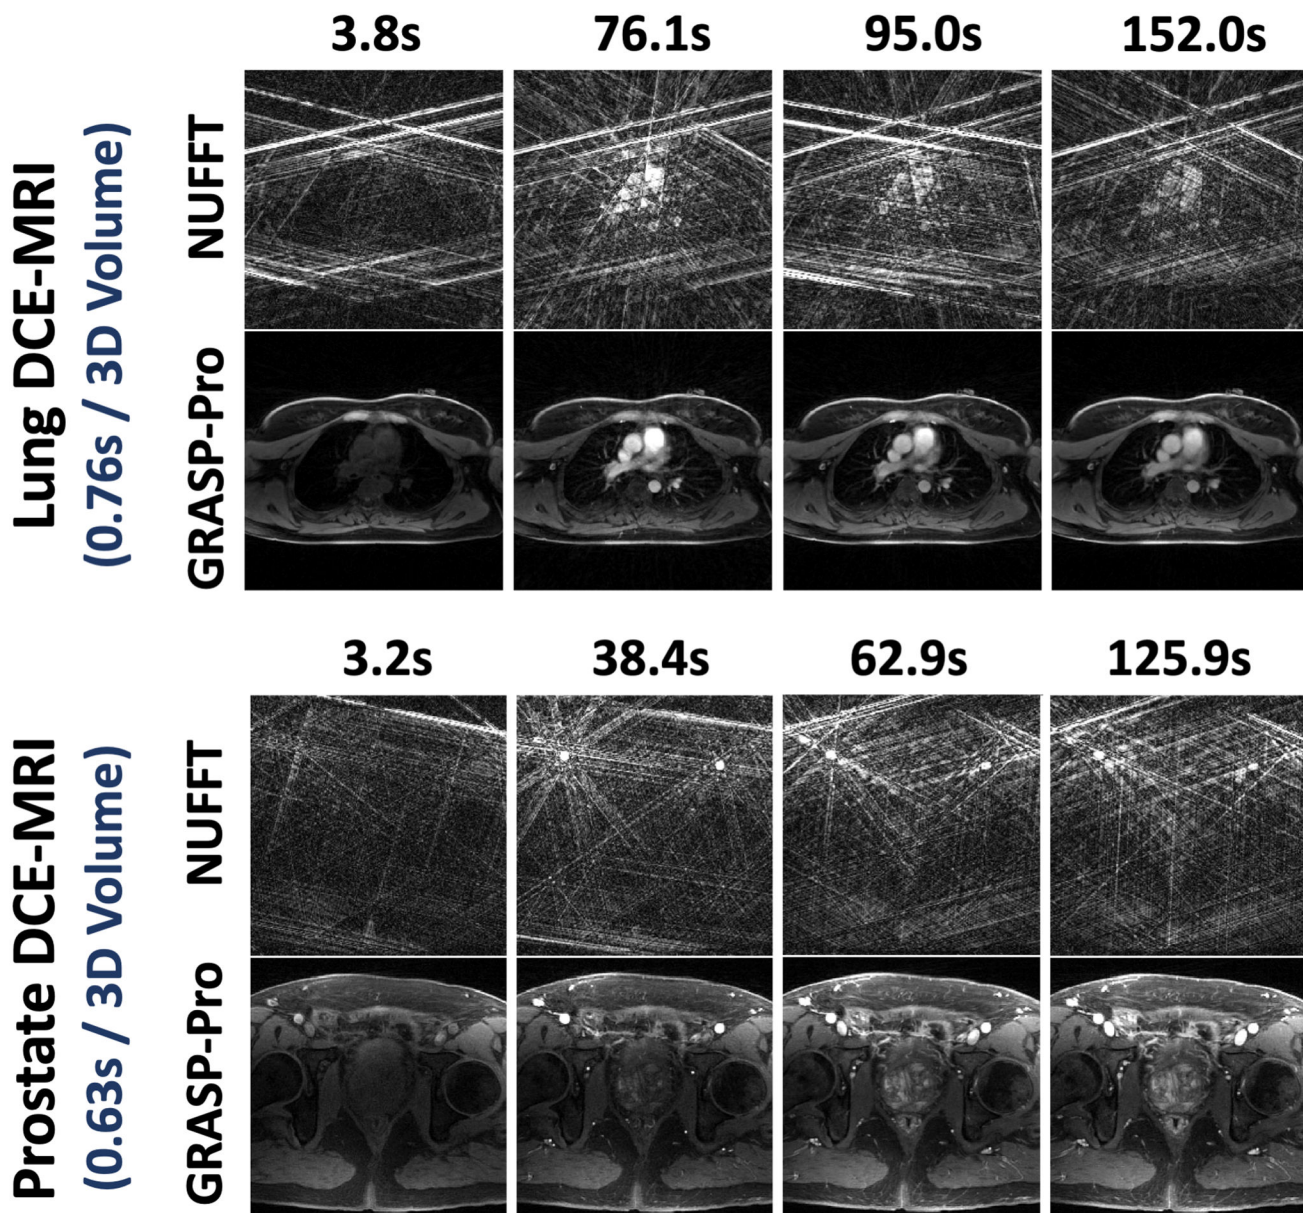 3.8s 76.1s 95.0s 152.0s
Lung DCE-MRI
(0.76s / 3D Volume)
NUFFT
GRASP-Pro
3.2s 38.4s 62.9s 125.9s
Prostate DCE-MRI
(0.63s / 3D Volume)
NUFFT
GRASP-Pro